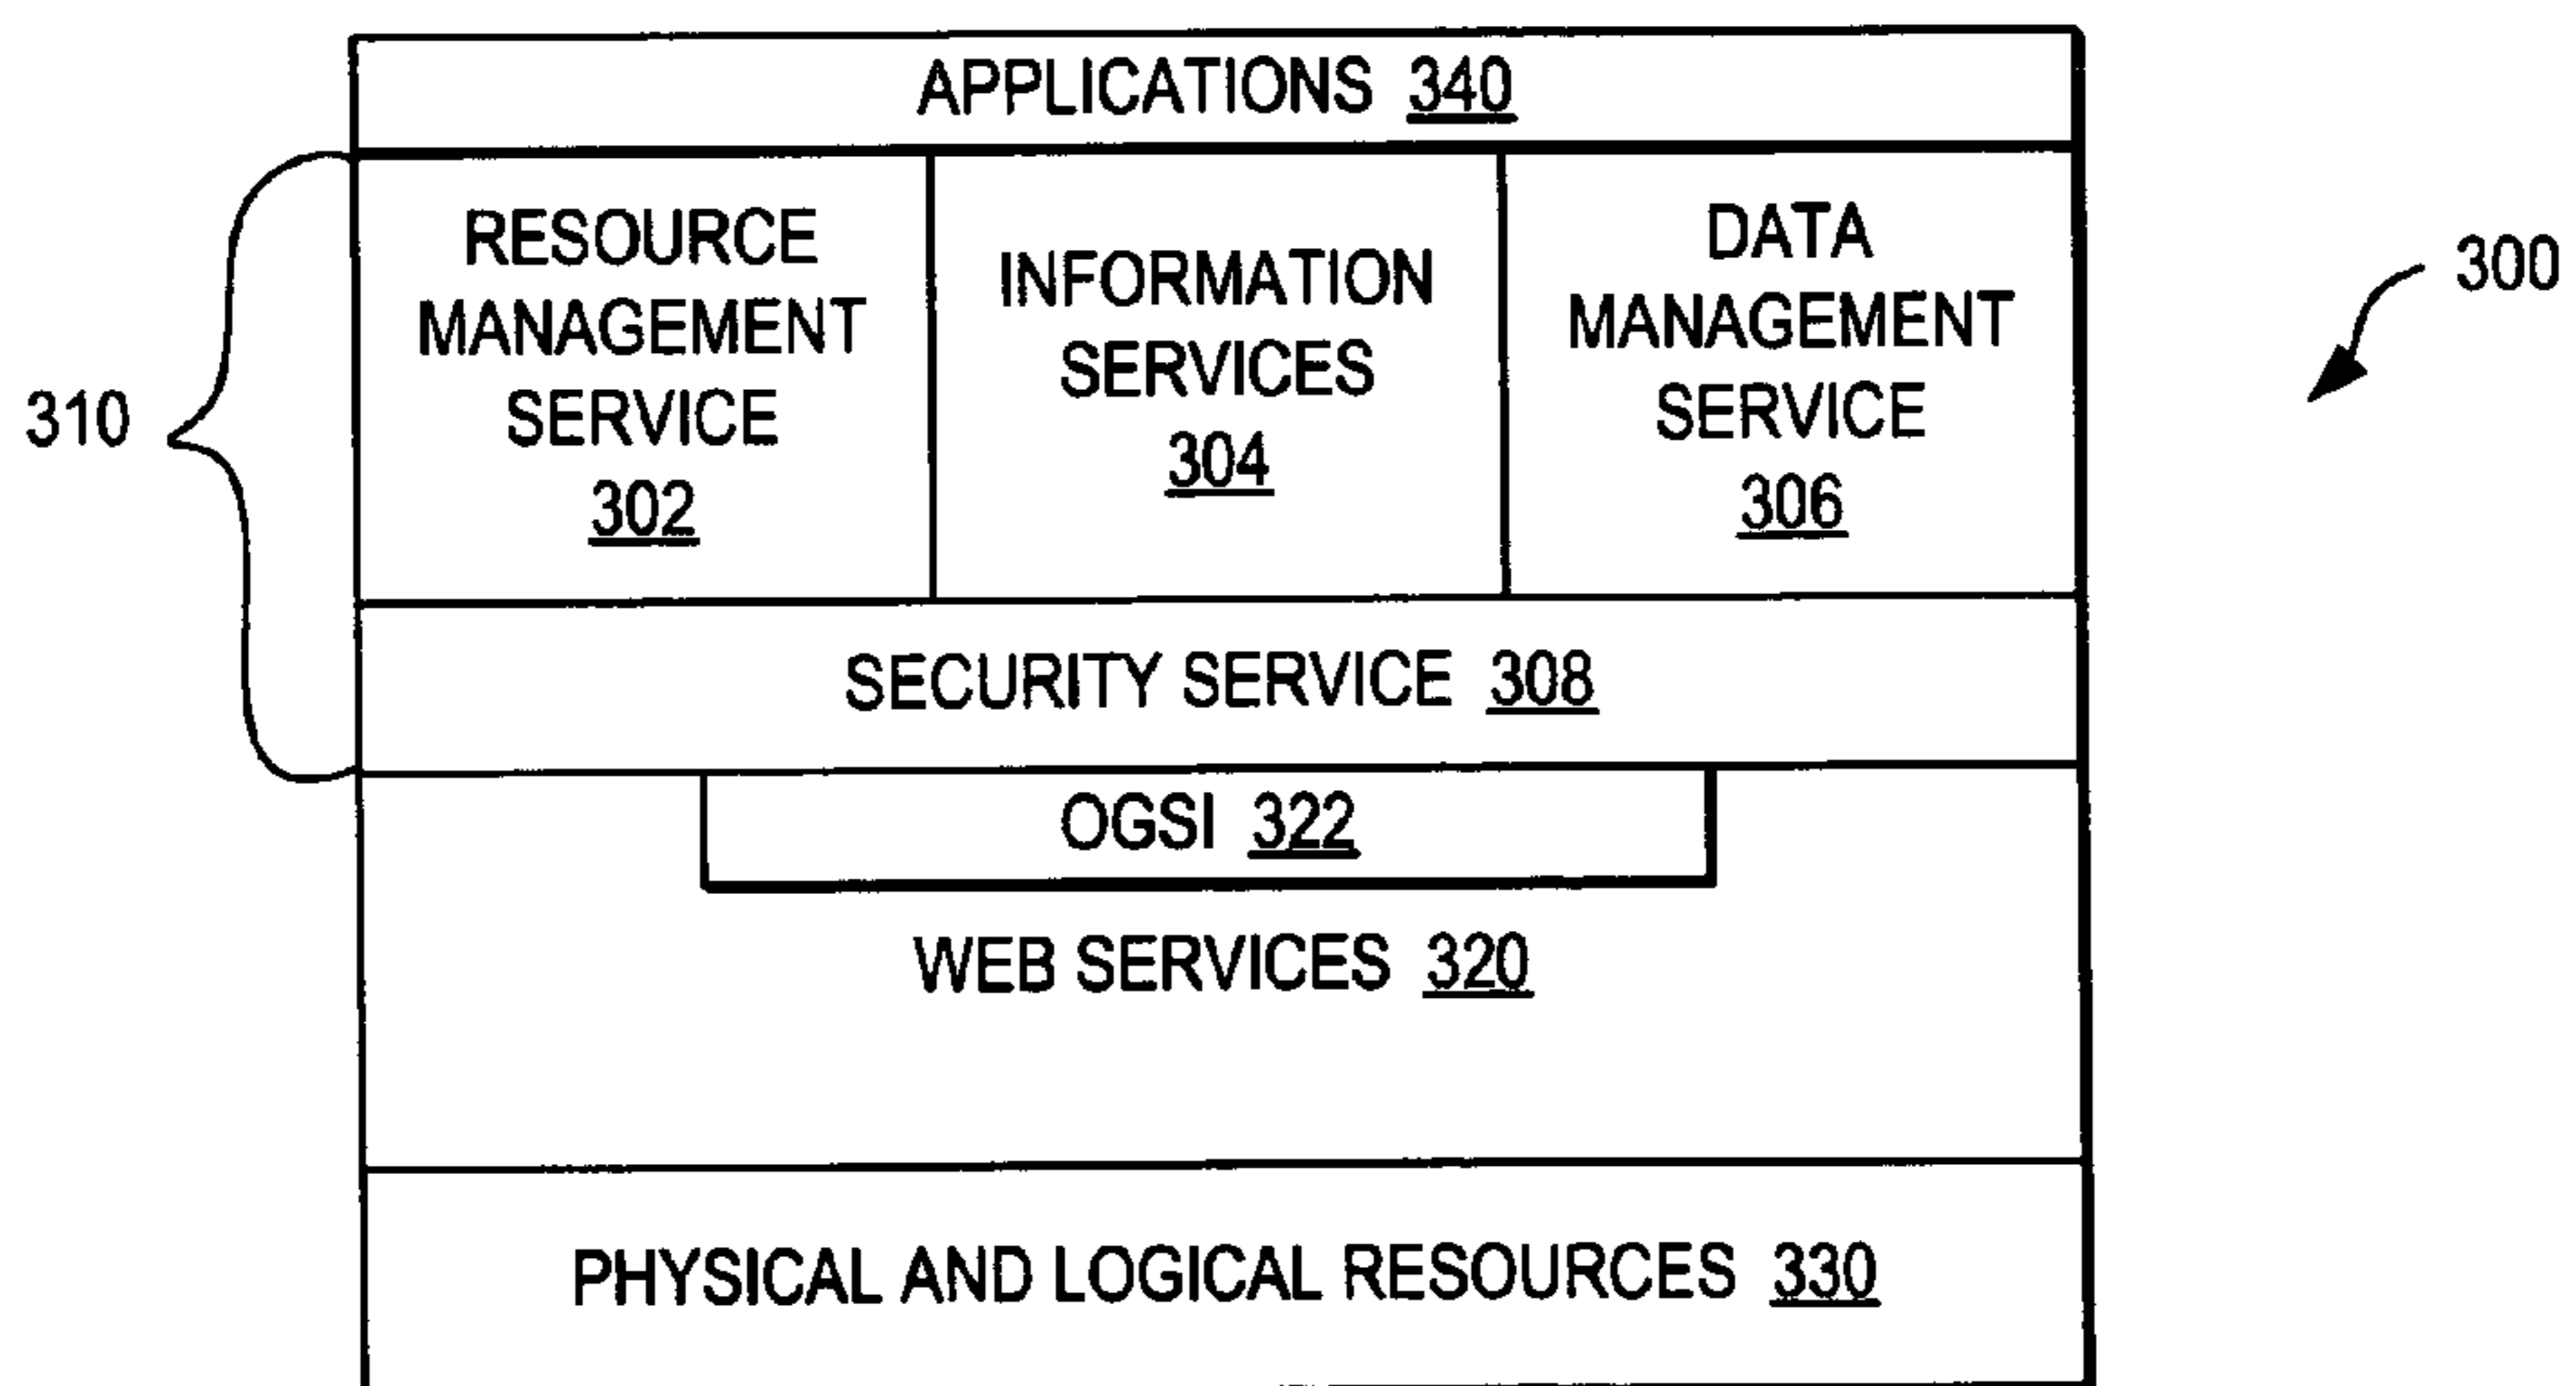 APPLICATIONS 340
RESOURCE
MANAGEMENT
SERVICE
302
INFORMATION
SERVICES
304
DATA
MANAGEMENT
SERVICE
306
300
310
SECURITY SERVICE 308
OGSI 322
WEB SERVICES 320
PHYSICAL AND LOGICAL RESOURCES 330